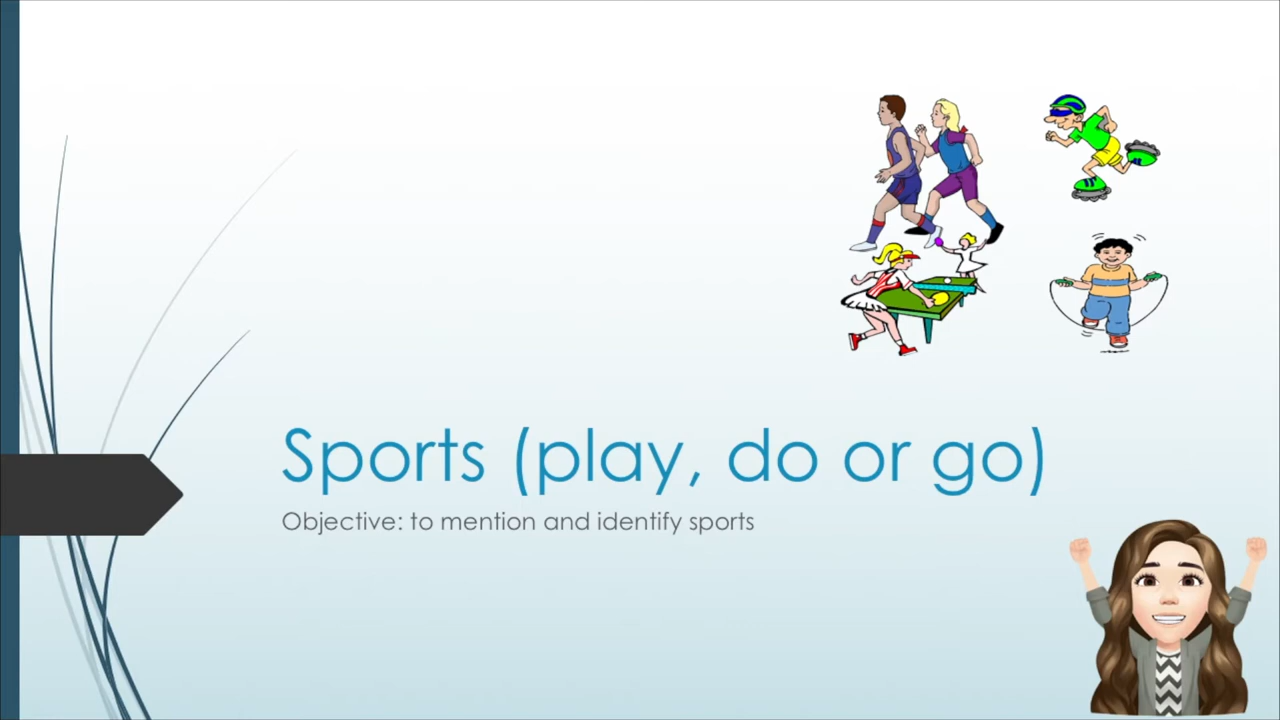 Sports (play, do or go)
Objective: to mention and identify sports